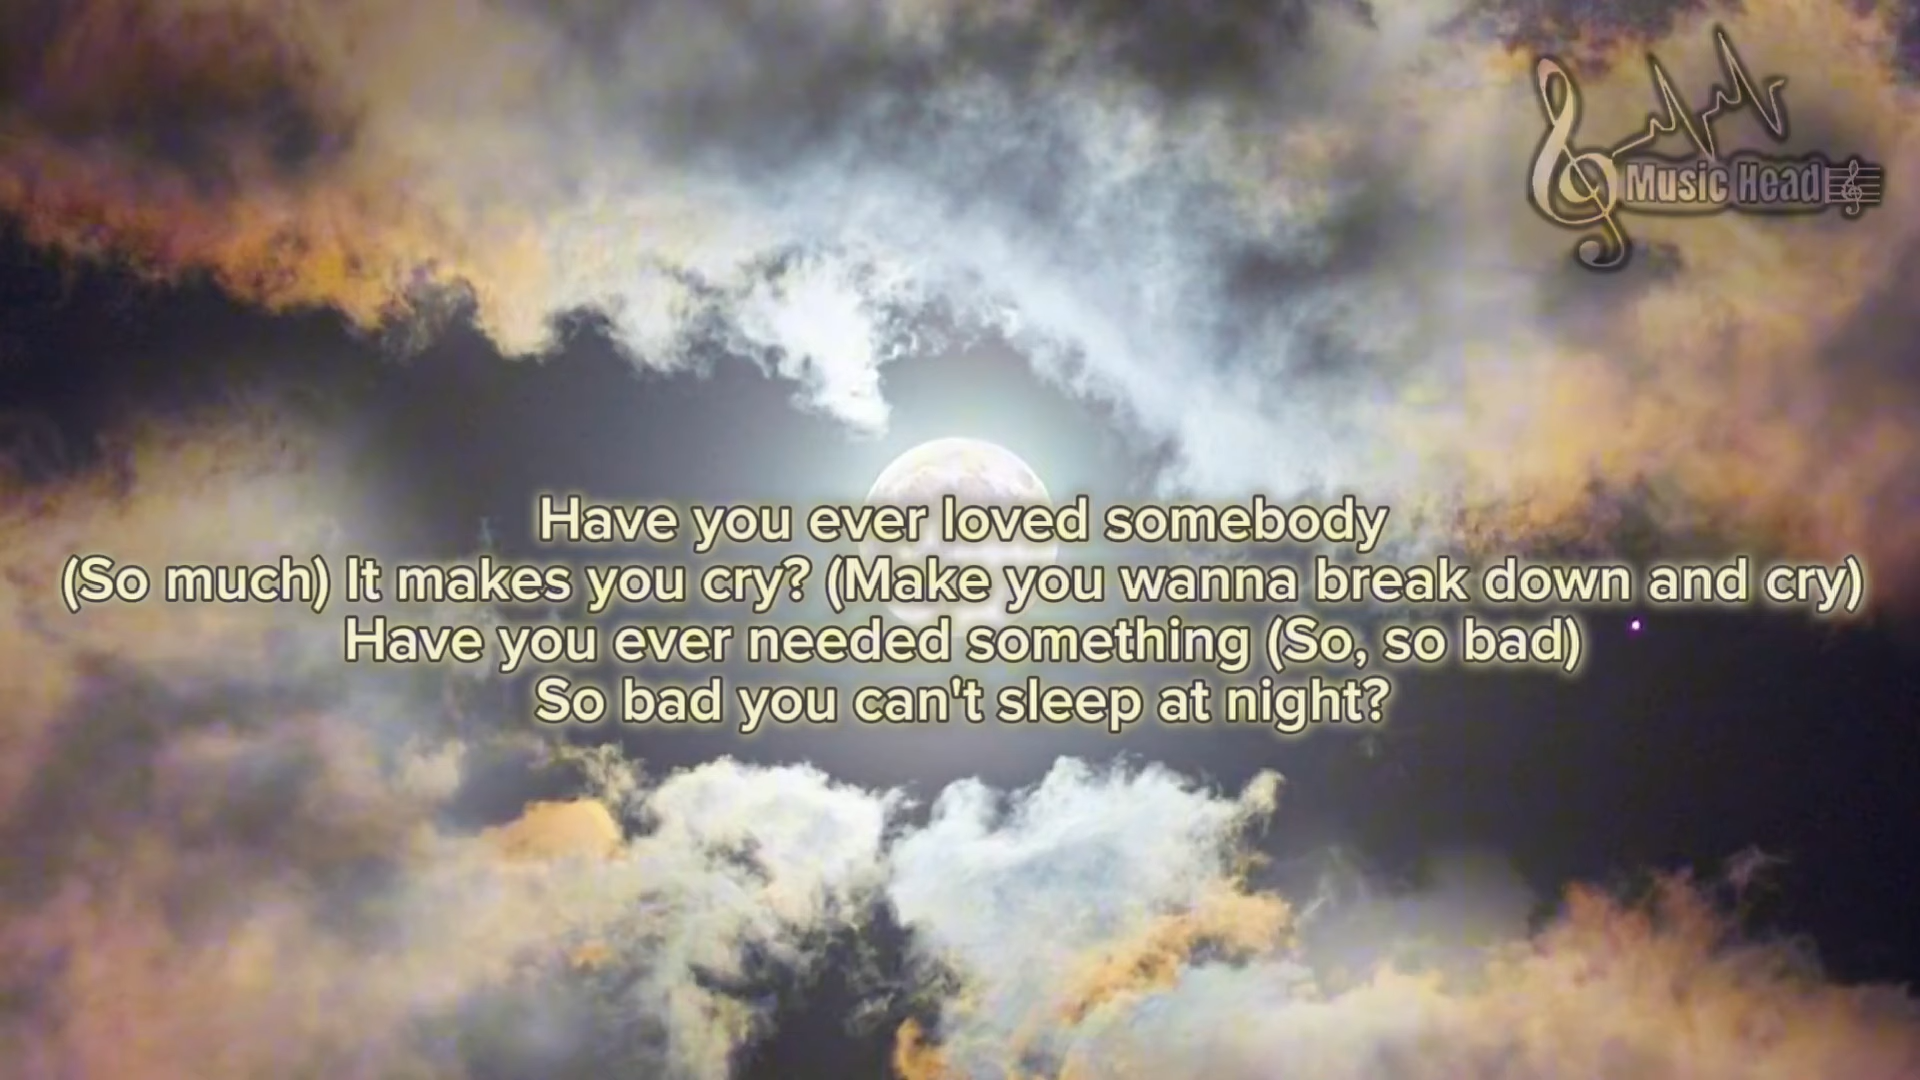 Music Head
Have you ever loved somebody
(So much) It makes you cry? (Make you wanna break down and cry)
Have you ever needed something (So, so bad)
So bad you can't sleep at night?